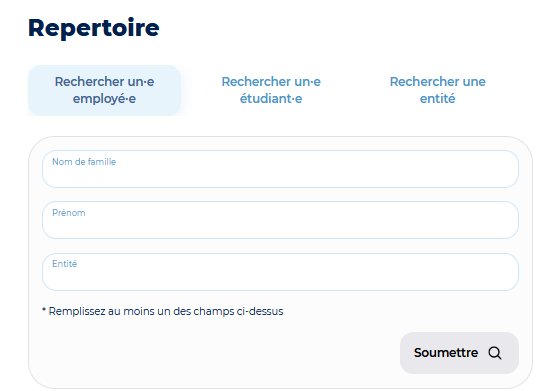 Repertoire
Rechercher un·e
employé·e
Rechercher un·e
étudiant·e
Rechercher une
entité
Nom de famille
Prénom
Entité
* Remplissez au moins un des champs ci-dessus
Soumettre